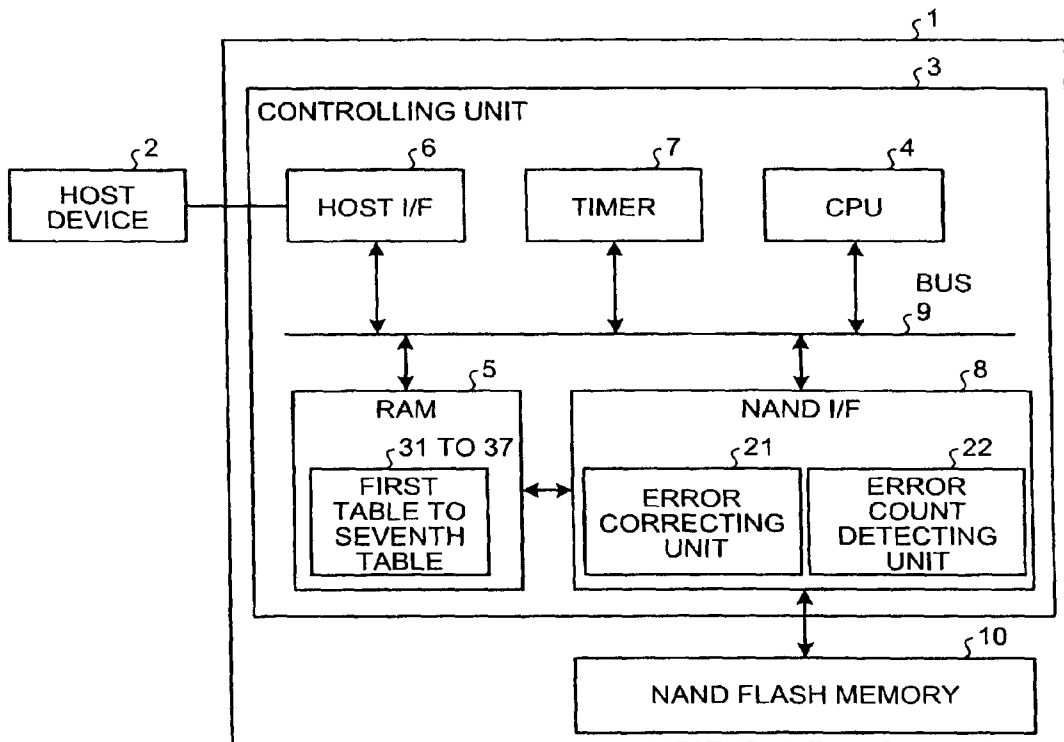 1
3
CONTROLLING UNIT
2
6
7
4
HOST
DEVICE
HOST I/F
TIMER
CPU
BUS
9
5
8
RAM
NAND I/F
31 TO 37
21
22
FIRST
TABLE TO
SEVENTH
TABLE
ERROR
CORRECTING
UNIT
ERROR
COUNT
DETECTING
UNIT
10
NAND FLASH MEMORY